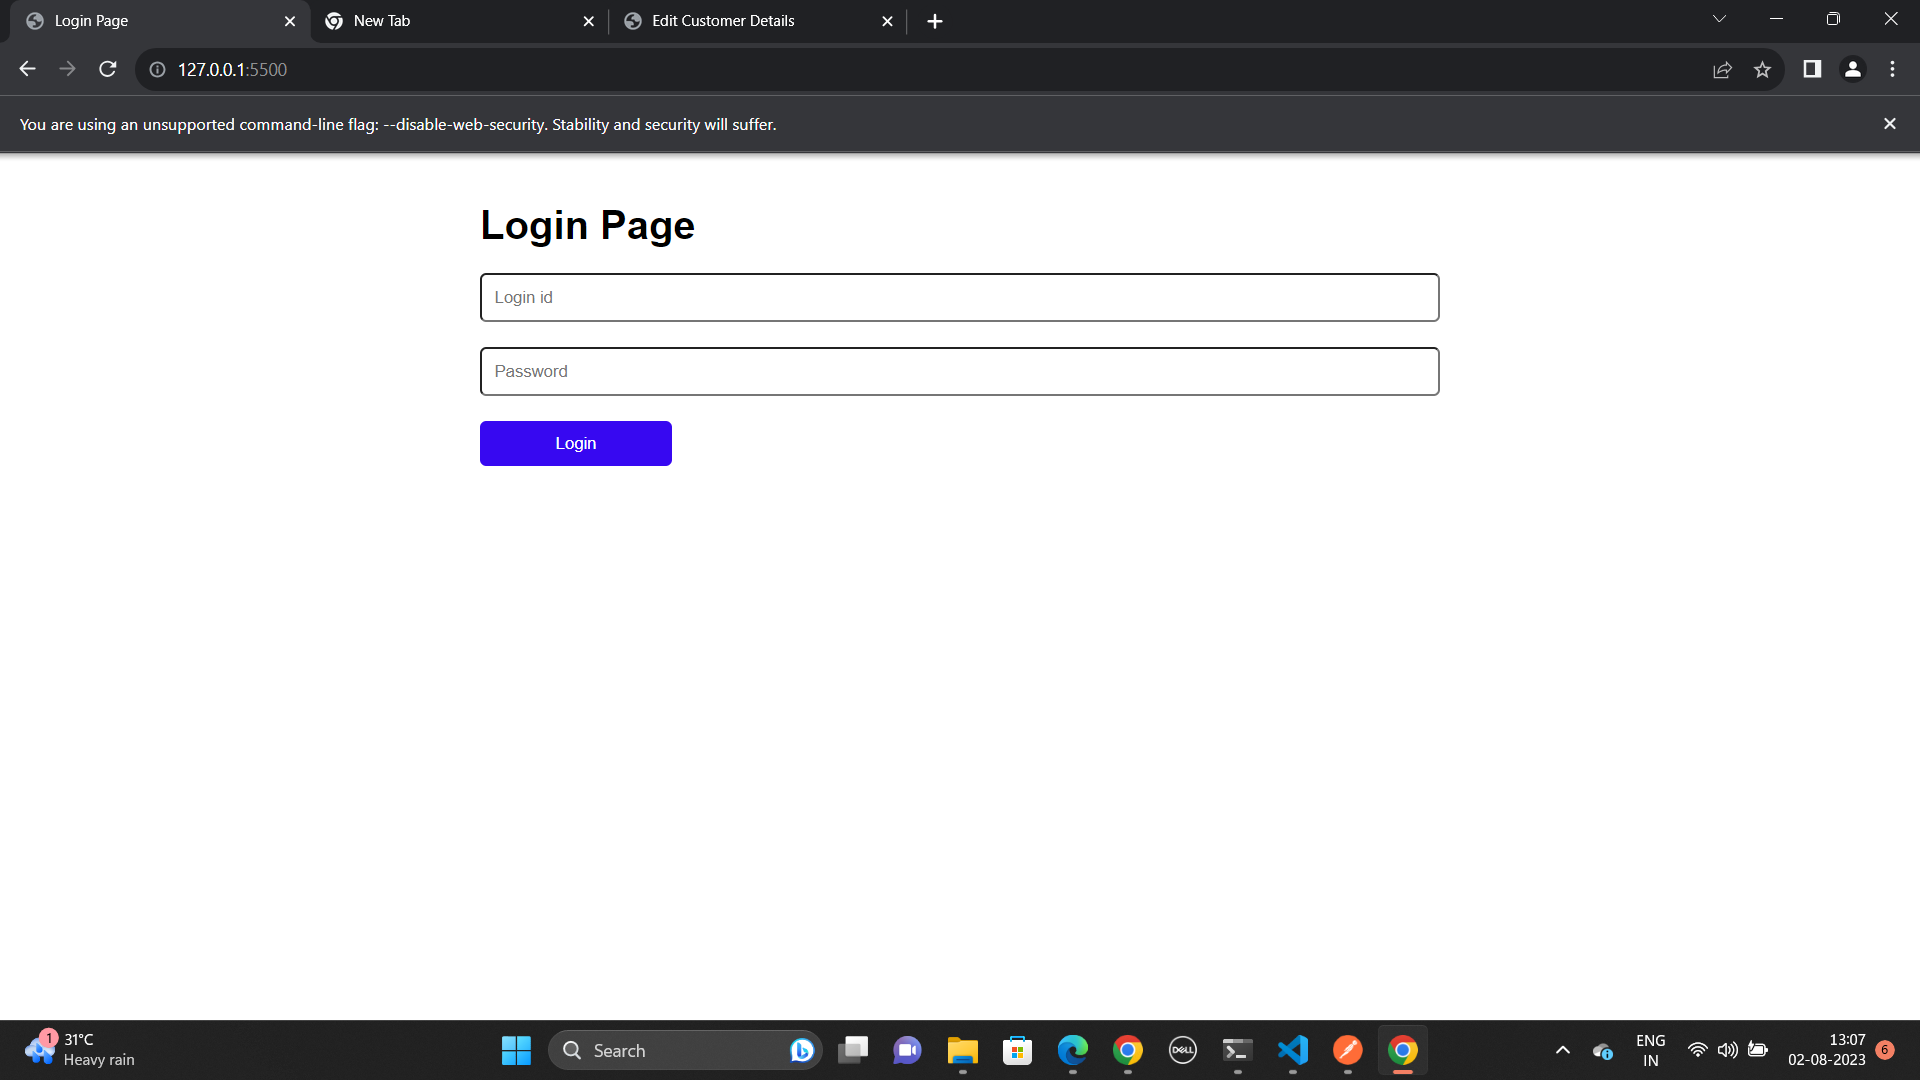 Login Page
New Tab
Edit Customer Details
127.0.0.1:5500
You are using an unsupported command-line flag: --disable-web-security. Stability and security will suffer.
Login Page
Login id
Password
Login
1
31°C
Heavy rain
Search
DELL
ENG
IN
13:07
02-08-2023
6